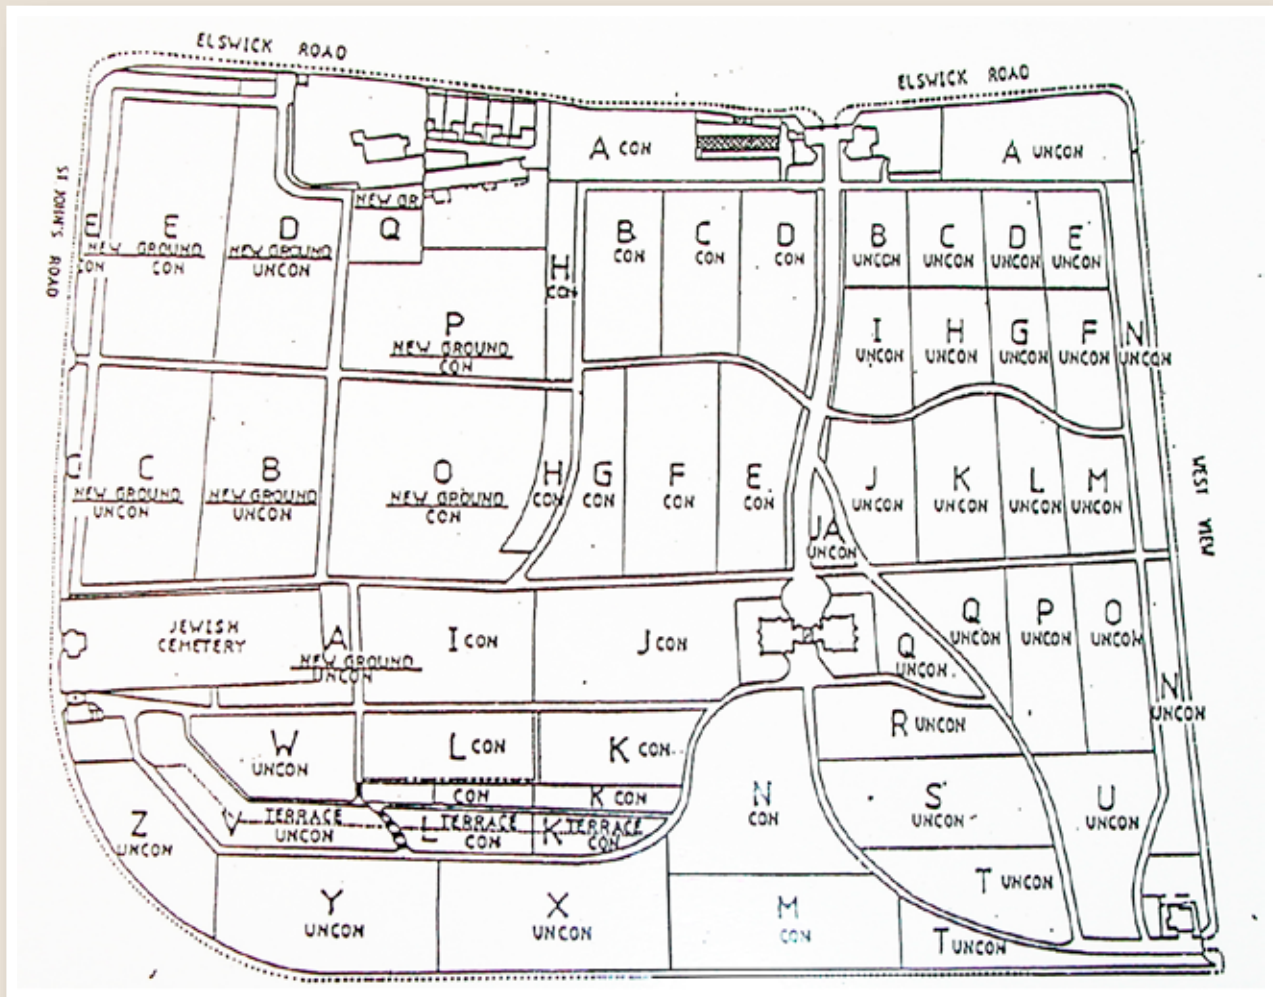 ELSWICK ROAD
ELSWICK ROAD
ST JOHN'S ROAD
WEST VIEW
A CON
A UNCON
E
NEW GROUND
CON
E
NEW GROUND
CON
D
NEW GROUND
UNCON
NEW GR
Q
H
CON
B
CON
C
CON
D
CON
B
UNCON
C
UNCON
D
UNCON
E
UNCON
P
NEW GROUND
CON
I
UNCON
H
UNCON
G
UNCON
F
UNCON
N
UNCON
C
C
NEW GROUND
UNCON
B
NEW GROUND
UNCON
O
NEW GROUND
CON
H
CON
G
CON
F
CON
E
CON
J
UNCON
K
UNCON
L
UNCON
M
UNCON
JA
UNCON
JEWISH
CEMETERY
A
NEW GROUND
UNCON
I CON
J CON
Q
UNCON
Q
UNCON
P
UNCON
O
UNCON
N
UNCON
W
UNCON
L CON
K CON
R UNCON
CON
K CON
N
CON
S
UNCON
U
UNCON
Z
UNCON
V TERRACE
UNCON
L TERRACE
CON
K TERRACE
CON
T UNCON
Y
UNCON
X
UNCON
M
CON
T UNCON